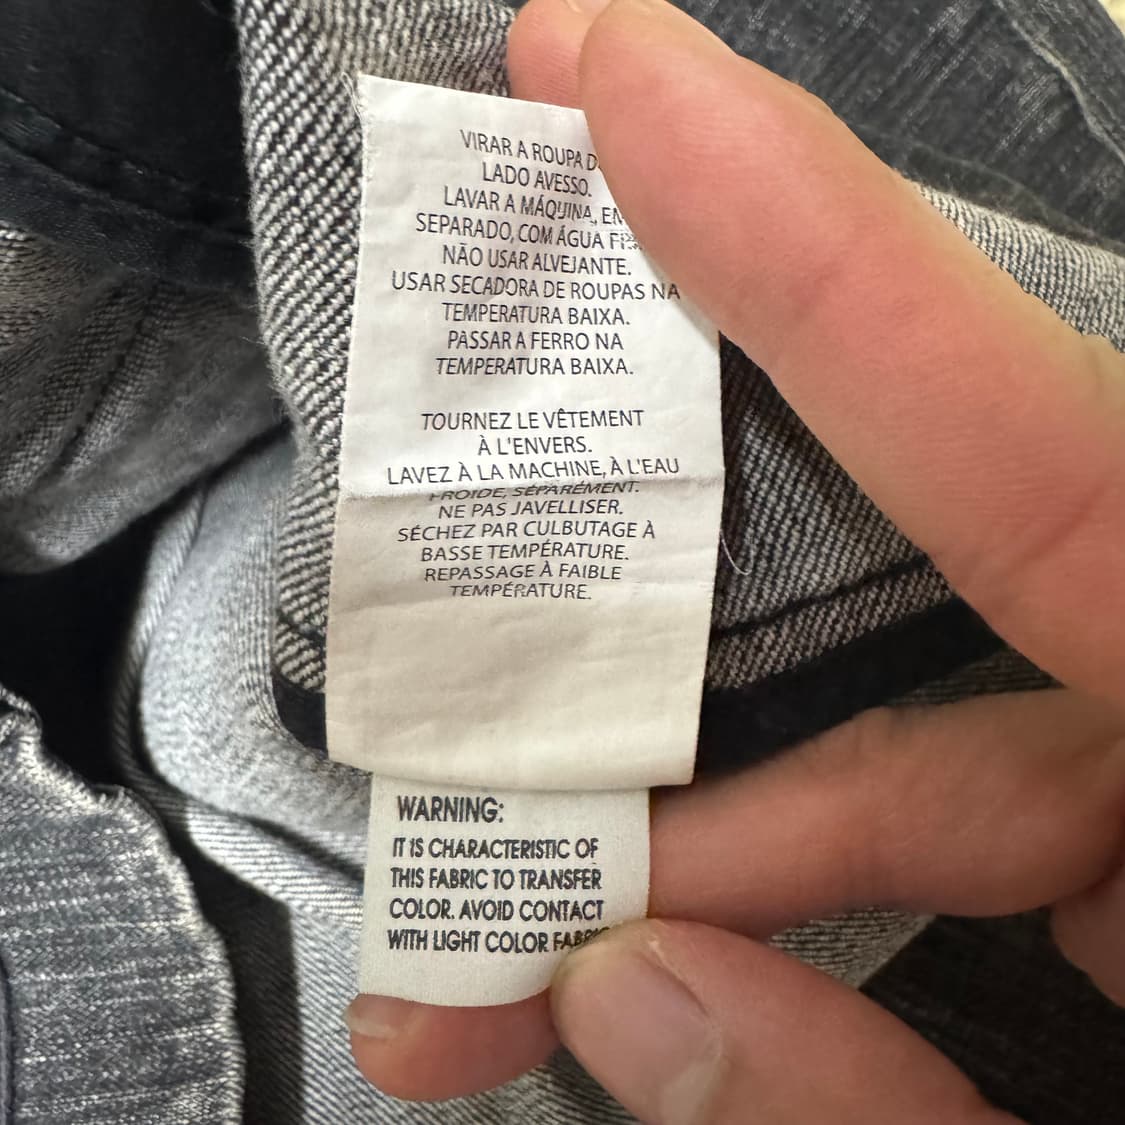 VIRAR A ROUPA
LADO AVESSO.
LAVAR A MÁQUINA,
SEPARADO, COM ÁGUA
NÃO USAR ALVEJANTE.
USAR SECADORA DE ROUPAS NA
TEMPERATURA BAIXA.
PASSAR A FERRO NA
TEMPERATURA BAIXA.
TOURNEZ LE VÊTEMENT
À L'ENVERS.
LAVEZ À LA MACHINE, À L'EAU
FROIDE, SÉPARÉMENT.
NE PAS JAVELLISER.
SÉCHEZ PAR CULBUTAGE À
BASSE TEMPÉRATURE.
REPASSAGE À FAIBLE
TEMPÉRATURE.
WARNING:
IT IS CHARACTERISTIC OF
THIS FABRIC TO TRANSFER
COLOR. AVOID CONTACT
WITH LIGHT COLOR